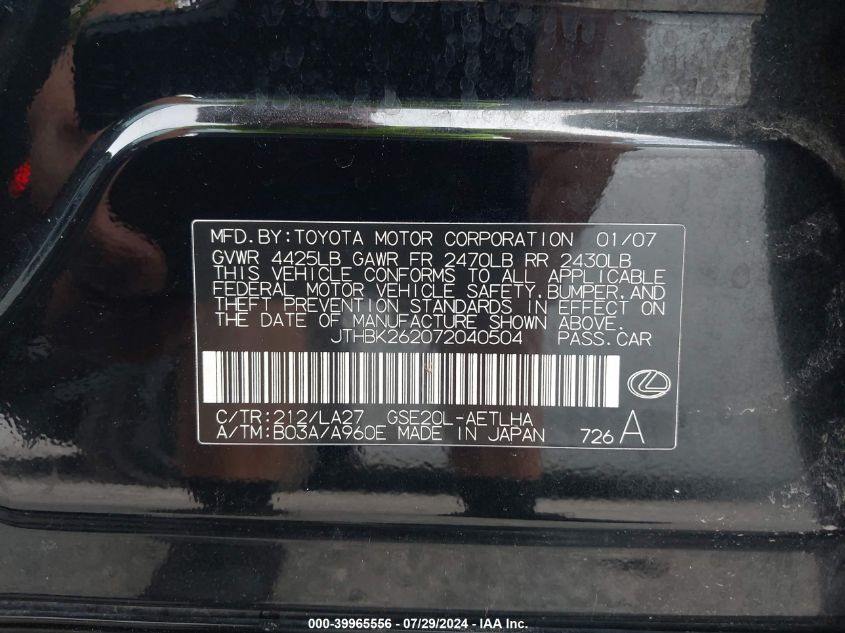 MFD.BY:TOYOTA MOTOR CORPORATION 01/07
GVWR 4425LB GAWR FR 2470LB RR 2430LB
THIS VEHICLE CONFORMS TO ALL APPLICABLE
FEDERAL MOTOR VEHICLE SAFETY,BUMPER,AND
THEFT PREVENTION STANDARDS IN EFFECT ON
THE DATE OF MANUFACTURE SHOWN ABOVE.
JTHBK262072040504 PASS.CAR
C/TR:212/LA27 GSE20L-AETLHA
A/TM:B03A/A960E MADE IN JAPAN 726 A
000-39965556 - 07/29/2024 - IAA Inc.